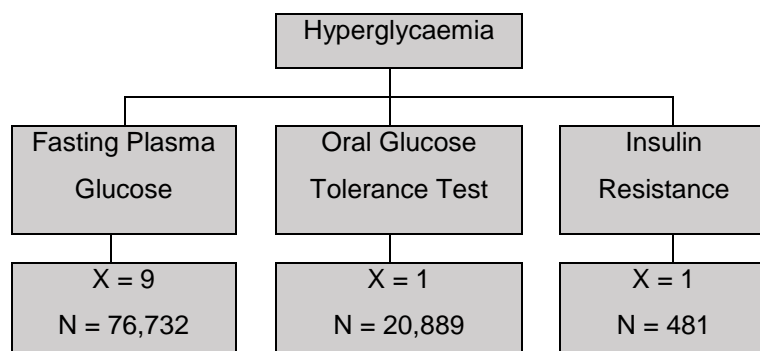 Hyperglycaemia
Fasting Plasma
Glucose
Oral Glucose
Tolerance Test
Insulin
Resistance
X = 9
N = 76,732
X = 1
N = 20,889
X = 1
N = 481